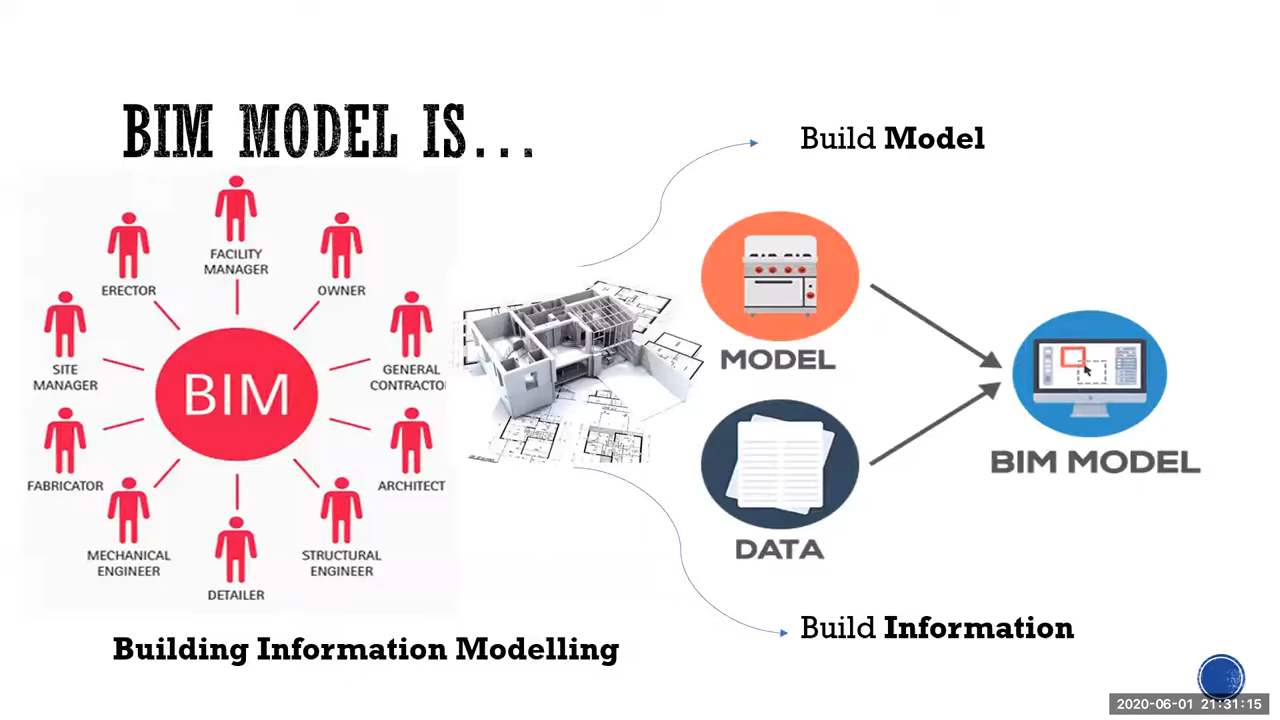 BIM MODEL IS...
Build Model
FACILITY
MANAGER
ERECTOR
OWNER
SITE
MANAGER
GENERAL
CONTRACTO
BIM
FABRICATOR
ARCHITECT
MECHANICAL
ENGINEER
STRUCTURAL
ENGINEER
DETAILER
MODEL
DATA
BIM MODEL
Build Information
Building Information Modelling
2020-06-01 21:31:15